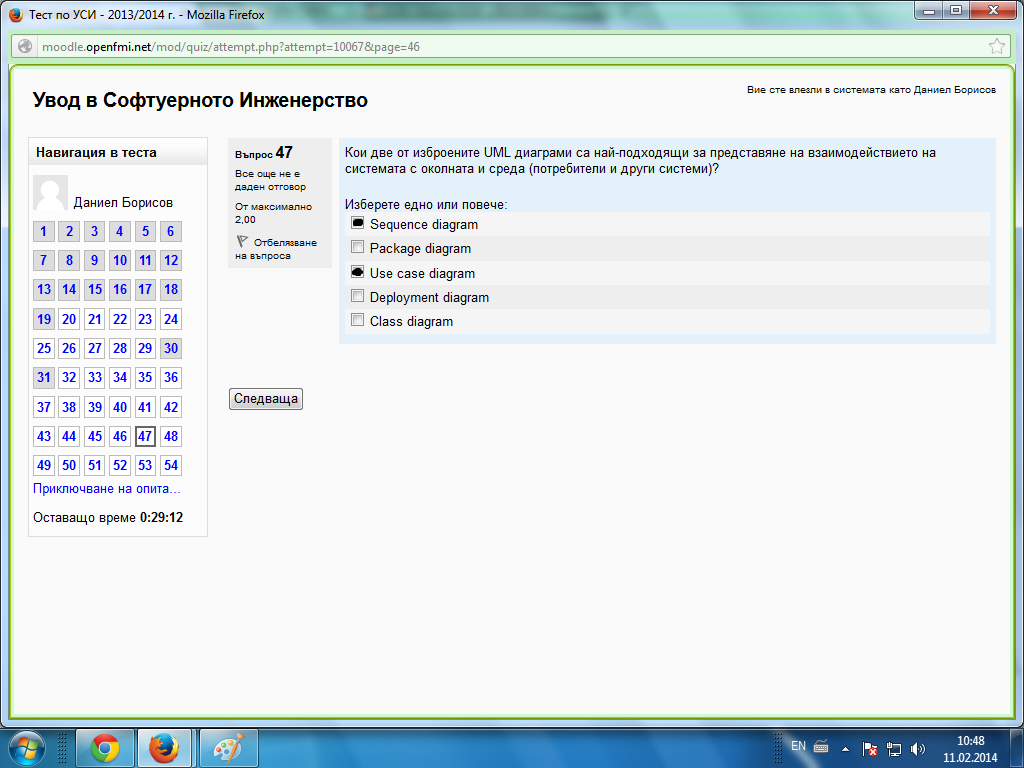 Тест по УСИ - 2013/2014 г. - Mozilla Firefox
moodle.openfmi.net/mod/quiz/attempt.php?attempt=10067&page=46
Увод в Софтуерното Инженерство
Вие сте влезли в системата като Даниел Борисов
Навигация в теста
Даниел Борисов
1 2 3 4 5 6
7 8 9 10 11 12
13 14 15 16 17 18
19 20 21 22 23 24
25 26 27 28 29 30
31 32 33 34 35 36
37 38 39 40 41 42
43 44 45 46 47 48
49 50 51 52 53 54
Приключване на опита...
Оставащо време 0:29:12
Въпрос 47
Все още не е
даден отговор
От максимално
2,00
Отбелязване
на въпроса
Кои две от изброените UML диаграми са най-подходящи за представяне на взаимодействието на
системата с околната и среда (потребители и други системи)?
Изберете едно или повече:
Sequence diagram
Package diagram
Use case diagram
Deployment diagram
Class diagram
Следваща
EN
10:48
11.02.2014